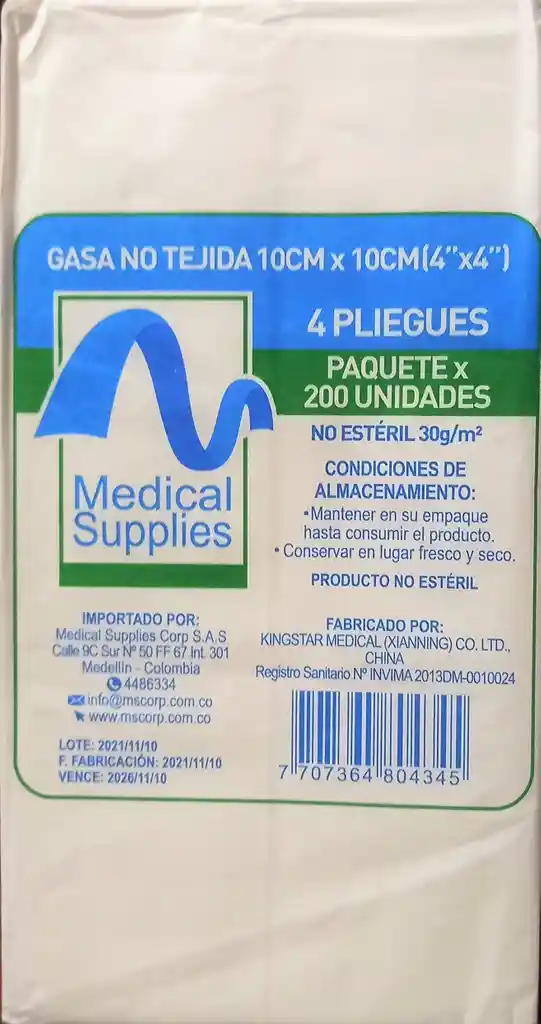 GASA NO TEJIDA 10CM x 10CM(4"x4")
4 PLIEGUES
PAQUETE x
200 UNIDADES
NO ESTÉRIL 30g/m²
Medical
Supplies
CONDICIONES DE
ALMACENAMIENTO:
•Mantener en su empaque
hasta consumir el producto.
• Conservar en lugar fresco y seco.
PRODUCTO NO ESTÉRIL
IMPORTADO POR:
Medical Supplies Corp S.A.S
Calle 9C Sur Nº 50 FF 67 Int. 301
Medellín - Colombia
4486334
info@mscorp.com.co
www.mscorp.com.co
LOTE: 2021/11/10
F. FABRICACIÓN: 2021/11/10
VENCE: 2026/11/10
FABRICADO POR:
KINGSTAR MEDICAL (XIANNING) CO. LTD.,
CHINA
Registro Sanitario Nº INVIMA 2013DM-0010024
7 707364 804345